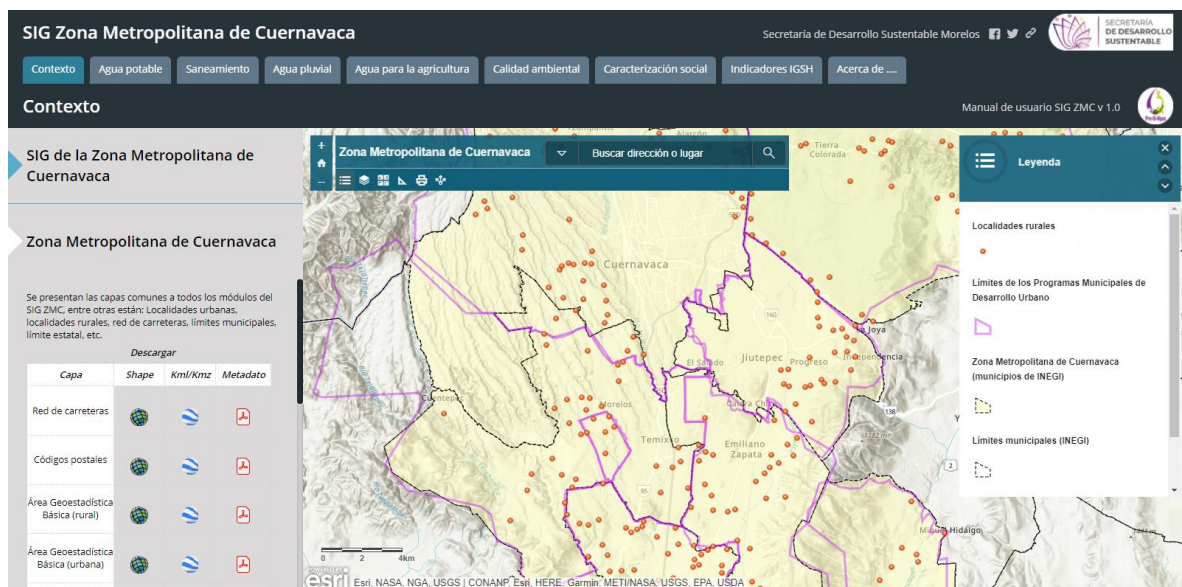 SIG Zona Metropolitana de Cuernavaca
Secretaría de Desarrollo Sustentable Morelos
SECRETARÍA
DE DESARROLLO
SUSTENTABLE
Contexto
Agua potable
Saneamiento
Agua pluvial
Agua para la agricultura
Calidad ambiental
Caracterización social
Indicadores IGSH
Acerca de ....
Contexto
Manual de usuario SIG ZMC v 1.0
SIG de la Zona Metropolitana de
Cuernavaca
Zona Metropolitana de Cuernavaca
Se presentan las capas comunes a todos los módulos del
SIG ZMC, entre otras están: Localidades urbanas,
localidades rurales, red de carreteras, límites municipales,
límite estatal, etc.
Descargar
Capa Shape Kml/Kmz Metadato
Red de carreteras
Códigos postales
Área Geoestadística
Básica (rural)
Área Geoestadística
Básica (urbana)
Zona Metropolitana de Cuernavaca
Buscar dirección o lugar
Alarcón
Tierra
Colorada
Cuernavaca
160
La Joya
El Salado
Jiutepec
Progreso
Independencia
Cuentepec
Morelos
138
Temixco
Emiliano
Zapata
2
95
Miguel Hidalgo
0 2 4km
POWERED BY
esri
Esri, NASA, NGA, USGS | CONANP, Esri, HERE, Garmin, METI/NASA, USGS, EPA, USDA
Leyenda
Localidades rurales
Límites de los Programas Municipales de
Desarrollo Urbano
Zona Metropolitana de Cuernavaca
(municipios de INEGI)
Límites municipales (INEGI)